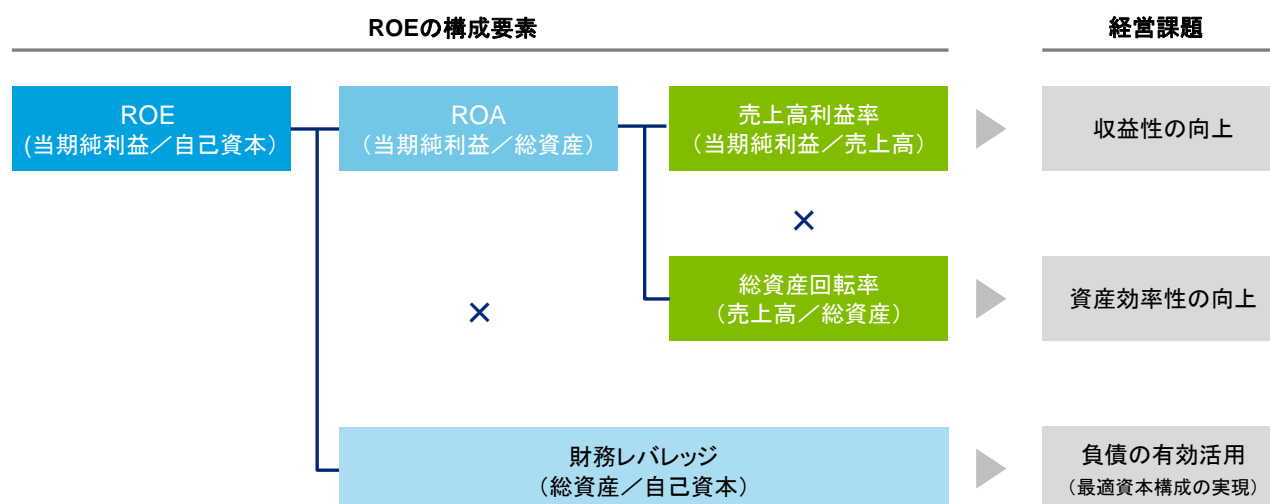 ROEの構成要素
経営課題
ROE
(当期純利益／自己資本)
ROA
（当期純利益／総資産）
売上高利益率
（当期純利益／売上高）
収益性の向上
×
総資産回転率
（売上高／総資産）
資産効率性の向上
×
財務レバレッジ
（総資産／自己資本）
負債の有効活用
（最適資本構成の実現）